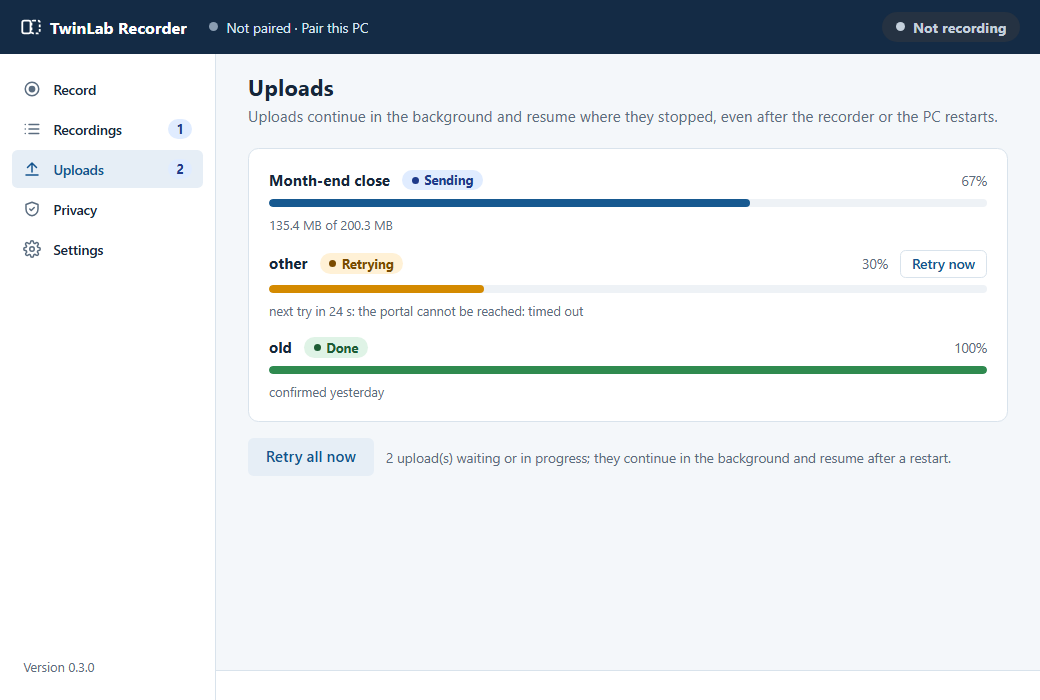 TwinLab Recorder
Not paired · Pair this PC
Not recording
Record
Recordings 1
Uploads 2
Privacy
Settings
Version 0.3.0
Uploads
Uploads continue in the background and resume where they stopped, even after the recorder or the PC restarts.
Month-end close Sending 67%
135.4 MB of 200.3 MB
other Retrying 30% Retry now
next try in 24 s: the portal cannot be reached: timed out
old Done 100%
confirmed yesterday
Retry all now 2 upload(s) waiting or in progress; they continue in the background and resume after a restart.